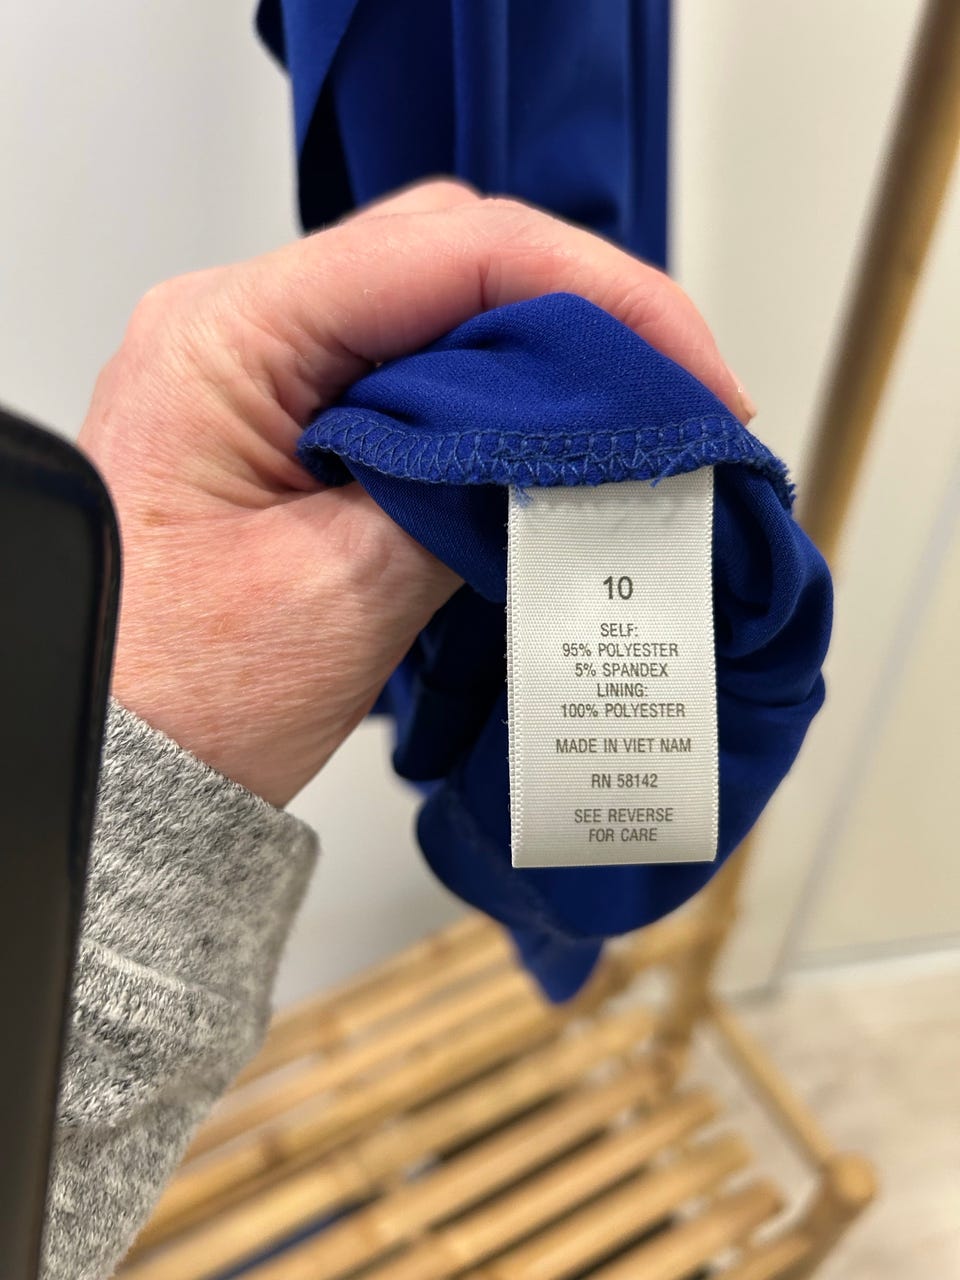 10
SELF:
95% POLYESTER
5% SPANDEX
LINING:
100% POLYESTER
MADE IN VIET NAM
RN 58142
SEE REVERSE
FOR CARE